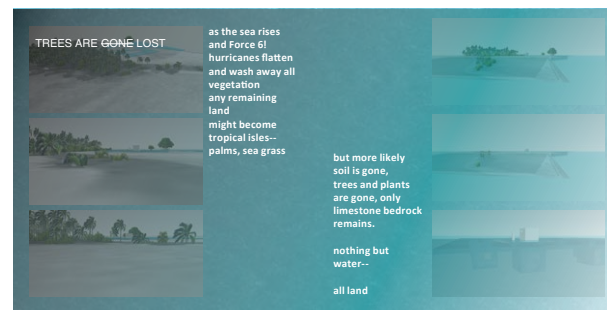 TREES ARE GONE LOST
as the sea rises
and Force 6!
hurricanes flatten
and wash away all
vegetation
any remaining
land
might become
tropical isles--
palms, sea grass
but more likely
soil is gone,
trees and plants
are gone, only
limestone bedrock
remains.
nothing but
water--
all land